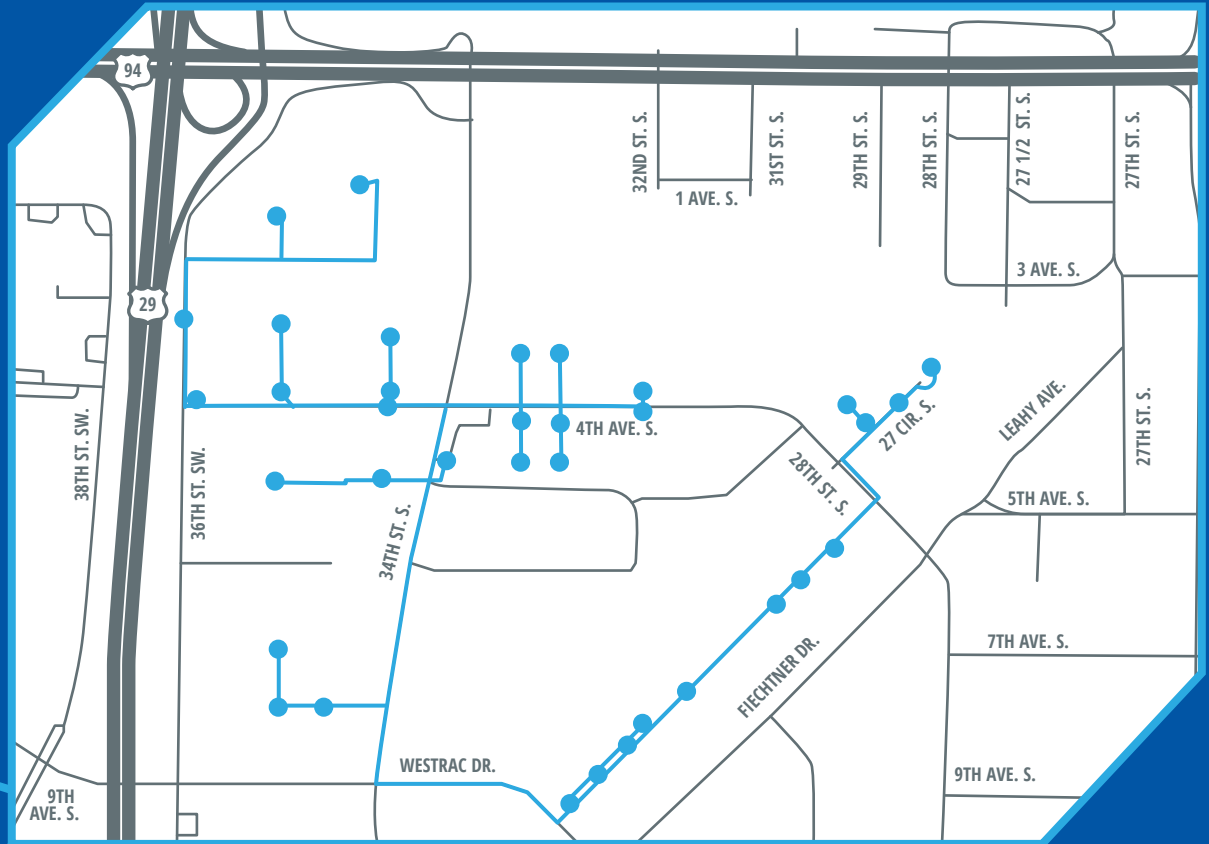 94
32ND ST. S.
31ST ST. S.
29TH ST. S.
28TH ST. S.
27 1/2 ST. S.
27TH ST. S.
1 AVE. S.
3 AVE. S.
29
38TH ST. SW.
36TH ST. SW.
34TH ST. S.
4TH AVE. S.
27 CIR. S.
LEAHY AVE.
27TH ST. S.
28TH ST. S.
5TH AVE. S.
FIECHTNER DR.
7TH AVE. S.
WESTRAC DR.
9TH AVE. S.
9TH
AVE. S.